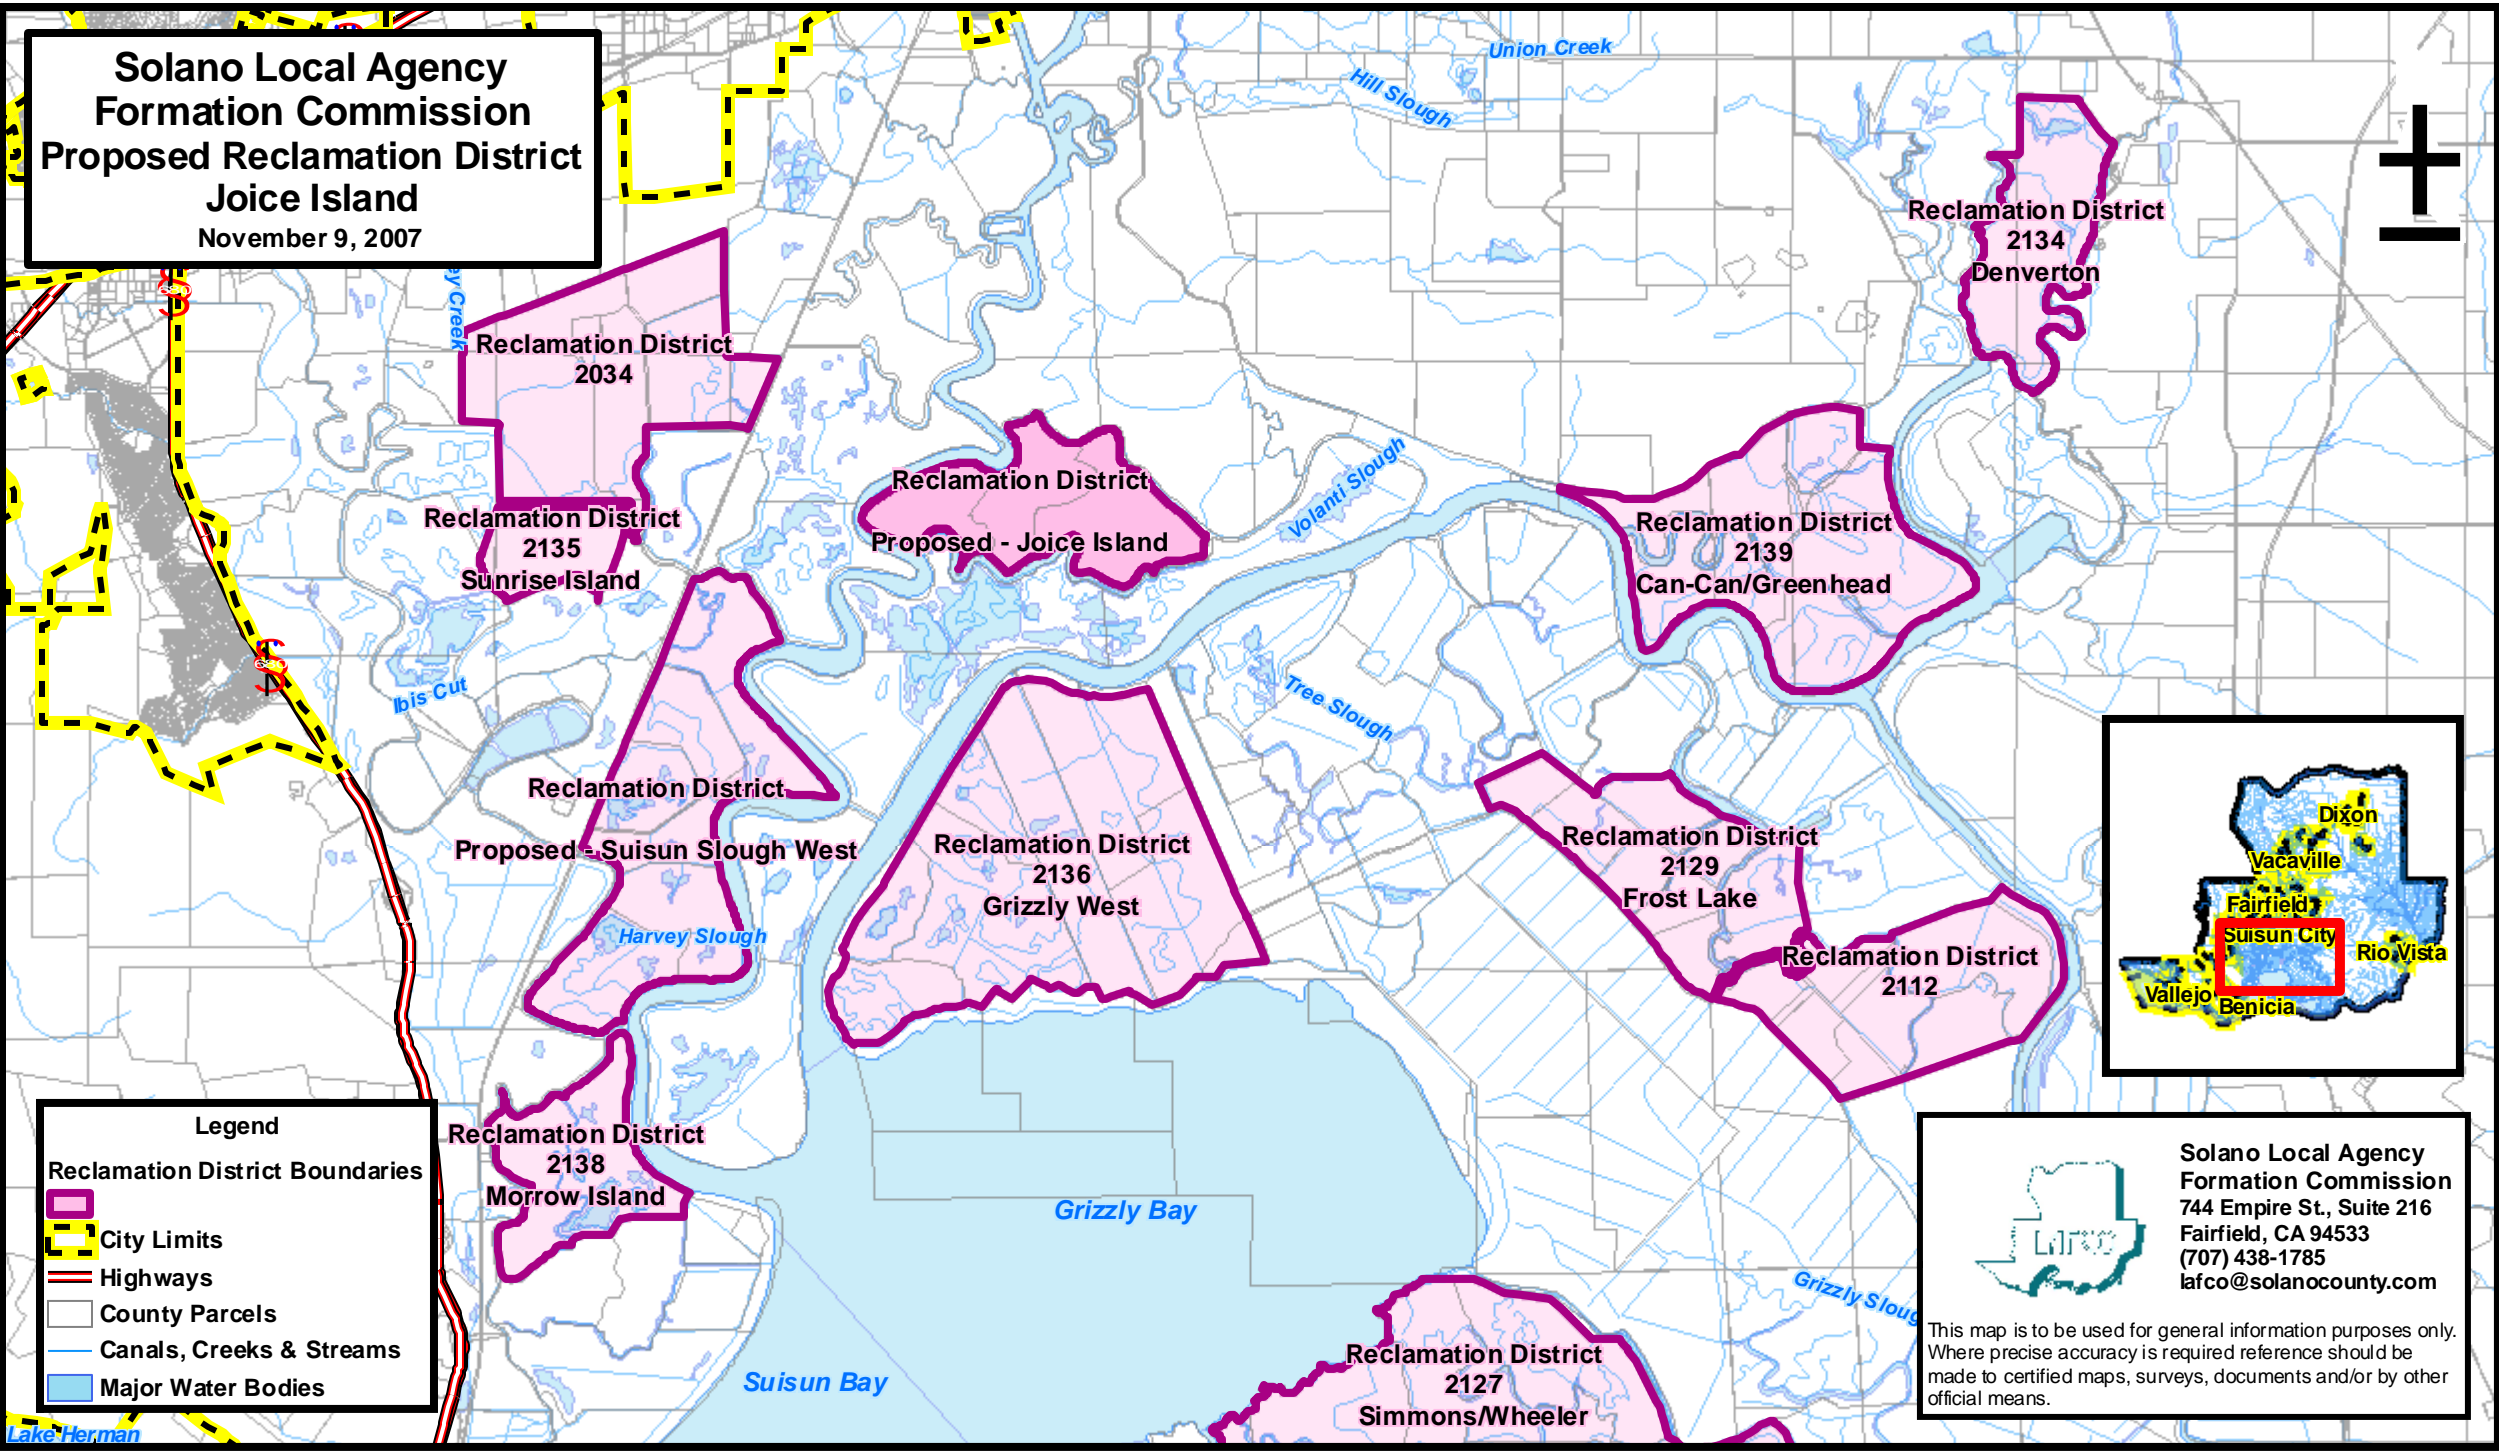 Solano Local Agency
Formation Commission
Proposed Reclamation District
Joice Island
November 9, 2007
Union Creek
Hill Slough
Reclamation District
2134
Denverton
Reclamation District
2034
Reclamation District
Proposed - Joice Island
Volanti Slough
Reclamation District
2135
Sunrise Island
Reclamation District
2139
Can-Can/Greenhead
Ibis Cut
Tree Slough
Reclamation District
Proposed - Suisun Slough West
Harvey Slough
Reclamation District
2136
Grizzly West
Reclamation District
2129
Frost Lake
Reclamation District
2112
Dixon
Vacaville
Fairfield
Suisun City
Rio Vista
Vallejo
Benicia
Reclamation District
2138
Morrow Island
Grizzly Bay
Suisun Bay
Grizzly Sloug
Reclamation District
2127
Simmons/Wheeler
Lake Herman
Legend
Reclamation District Boundaries
City Limits
Highways
County Parcels
Canals, Creeks & Streams
Major Water Bodies
LAFCO
Solano Local Agency
Formation Commission
744 Empire St., Suite 216
Fairfield, CA 94533
(707) 438-1785
lafco@solanocounty.com
This map is to be used for general information purposes only.
Where precise accuracy is required reference should be
made to certified maps, surveys, documents and/or by other
official means.